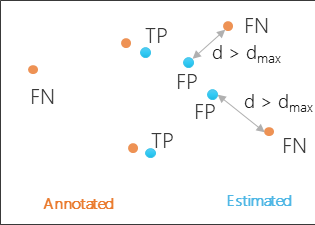 FN
TP
d > dmax
FP
FN
d > dmax
FP
TP
FN
Annotated
Estimated